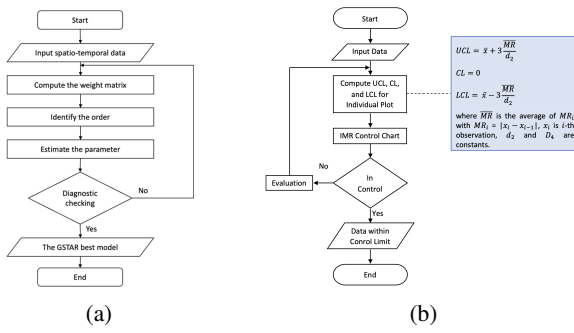 Start
Input spatio-temporal data
Compute the weight matrix
Identify the order
Estimate the parameter
Diagnostic
checking
No
Yes
The GSTAR best model
End
(a)
Start
Input Data
Compute UCL, CL,
and LCL for
Individual Plot
IMR Control Chart
No
Evaluation
In
Control
Yes
Data within
Conrol Limit
End
(b)
UCL = x̄ + 3 M̅R̅/d₂
CL = 0
LCL = x̄ − 3 M̅R̅/d₂
where M̅R̅ is the average of MRᵢ
with MRᵢ = |xᵢ − xᵢ₋₁|, xᵢ is i-th
observation, d₂ and D₄ are
constants.